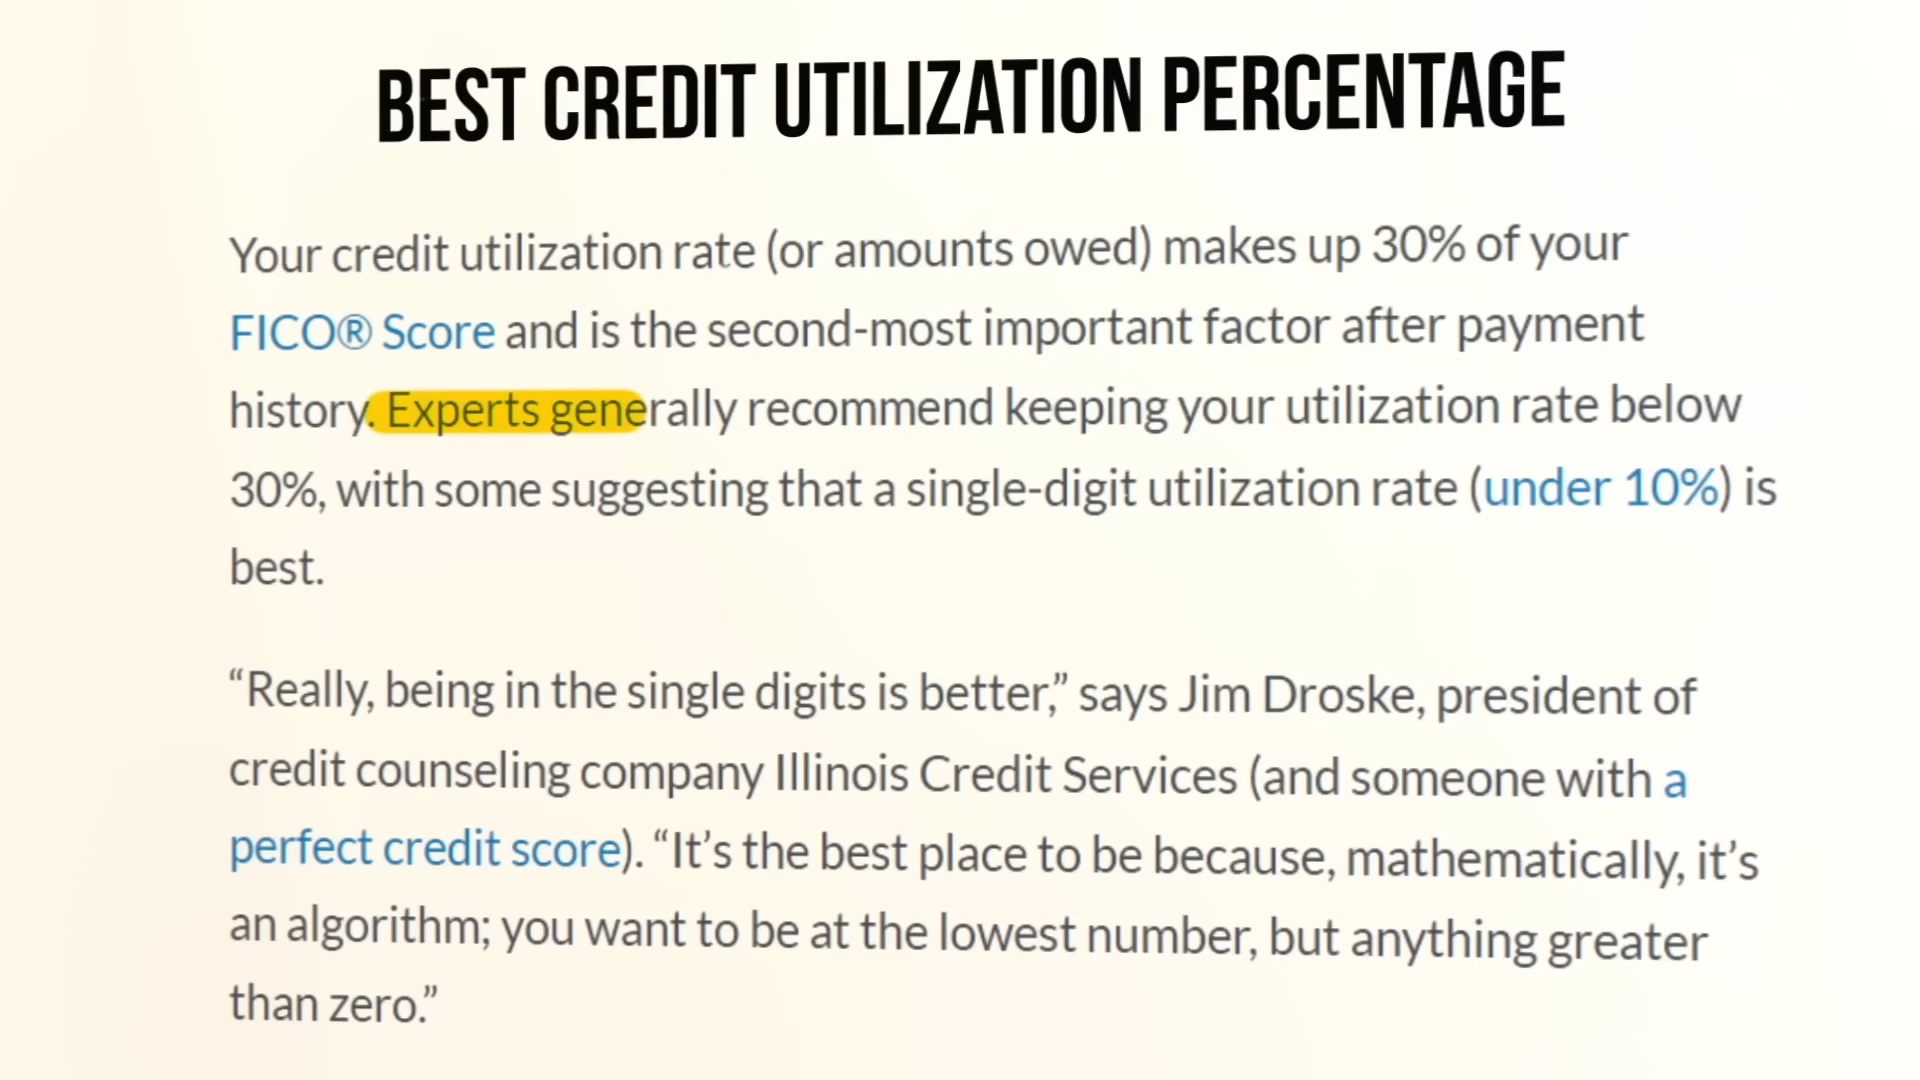 BEST CREDIT UTILIZATION PERCENTAGE
Your credit utilization rate (or amounts owed) makes up 30% of your
FICO® Score and is the second-most important factor after payment
history. Experts generally recommend keeping your utilization rate below
30%, with some suggesting that a single-digit utilization rate (under 10%) is
best.
“Really, being in the single digits is better,” says Jim Droske, president of
credit counseling company Illinois Credit Services (and someone with a
perfect credit score). “It’s the best place to be because, mathematically, it’s
an algorithm; you want to be at the lowest number, but anything greater
than zero.”